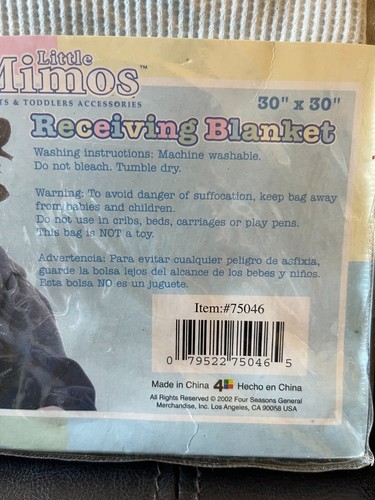 Little
Mimos™
TS & TODDLERS ACCESSORIES
30" x 30"
Receiving Blanket
Washing instructions: Machine washable.
Do not bleach. Tumble dry.
Warning: To avoid danger of suffocation, keep bag away
from babies and children.
Do not use in cribs, beds, carriages or play pens.
This bag is NOT a toy.
Advertencia: Para evitar cualquier peligro de asfixia,
guarde la bolsa lejos del alcance de los bebes y niños.
Esta bolsa NO es un juguete.
Item:#75046
0 79522 75046 5
Made in China 4 Hecho en China
All Rights Reserved © 2002 Four Seasons General
Merchandise, Inc. Los Angeles, CA 90058 USA